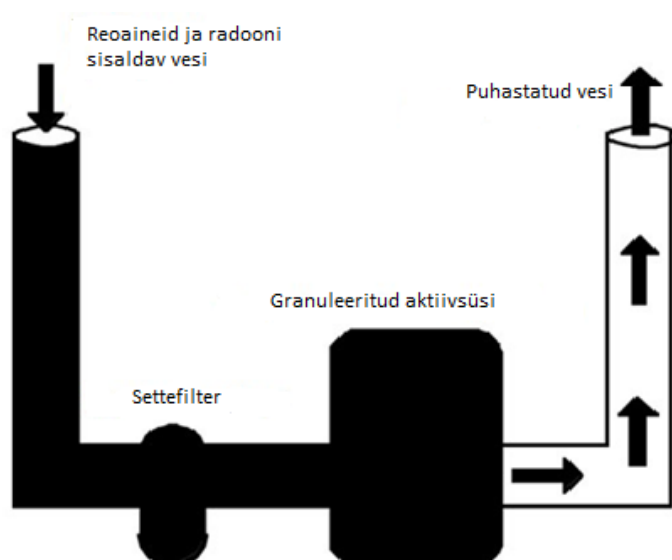 Reoaineid ja radooni
sisaldav vesi
Puhastatud vesi
Granuleeritud aktiivsüsi
Settefilter